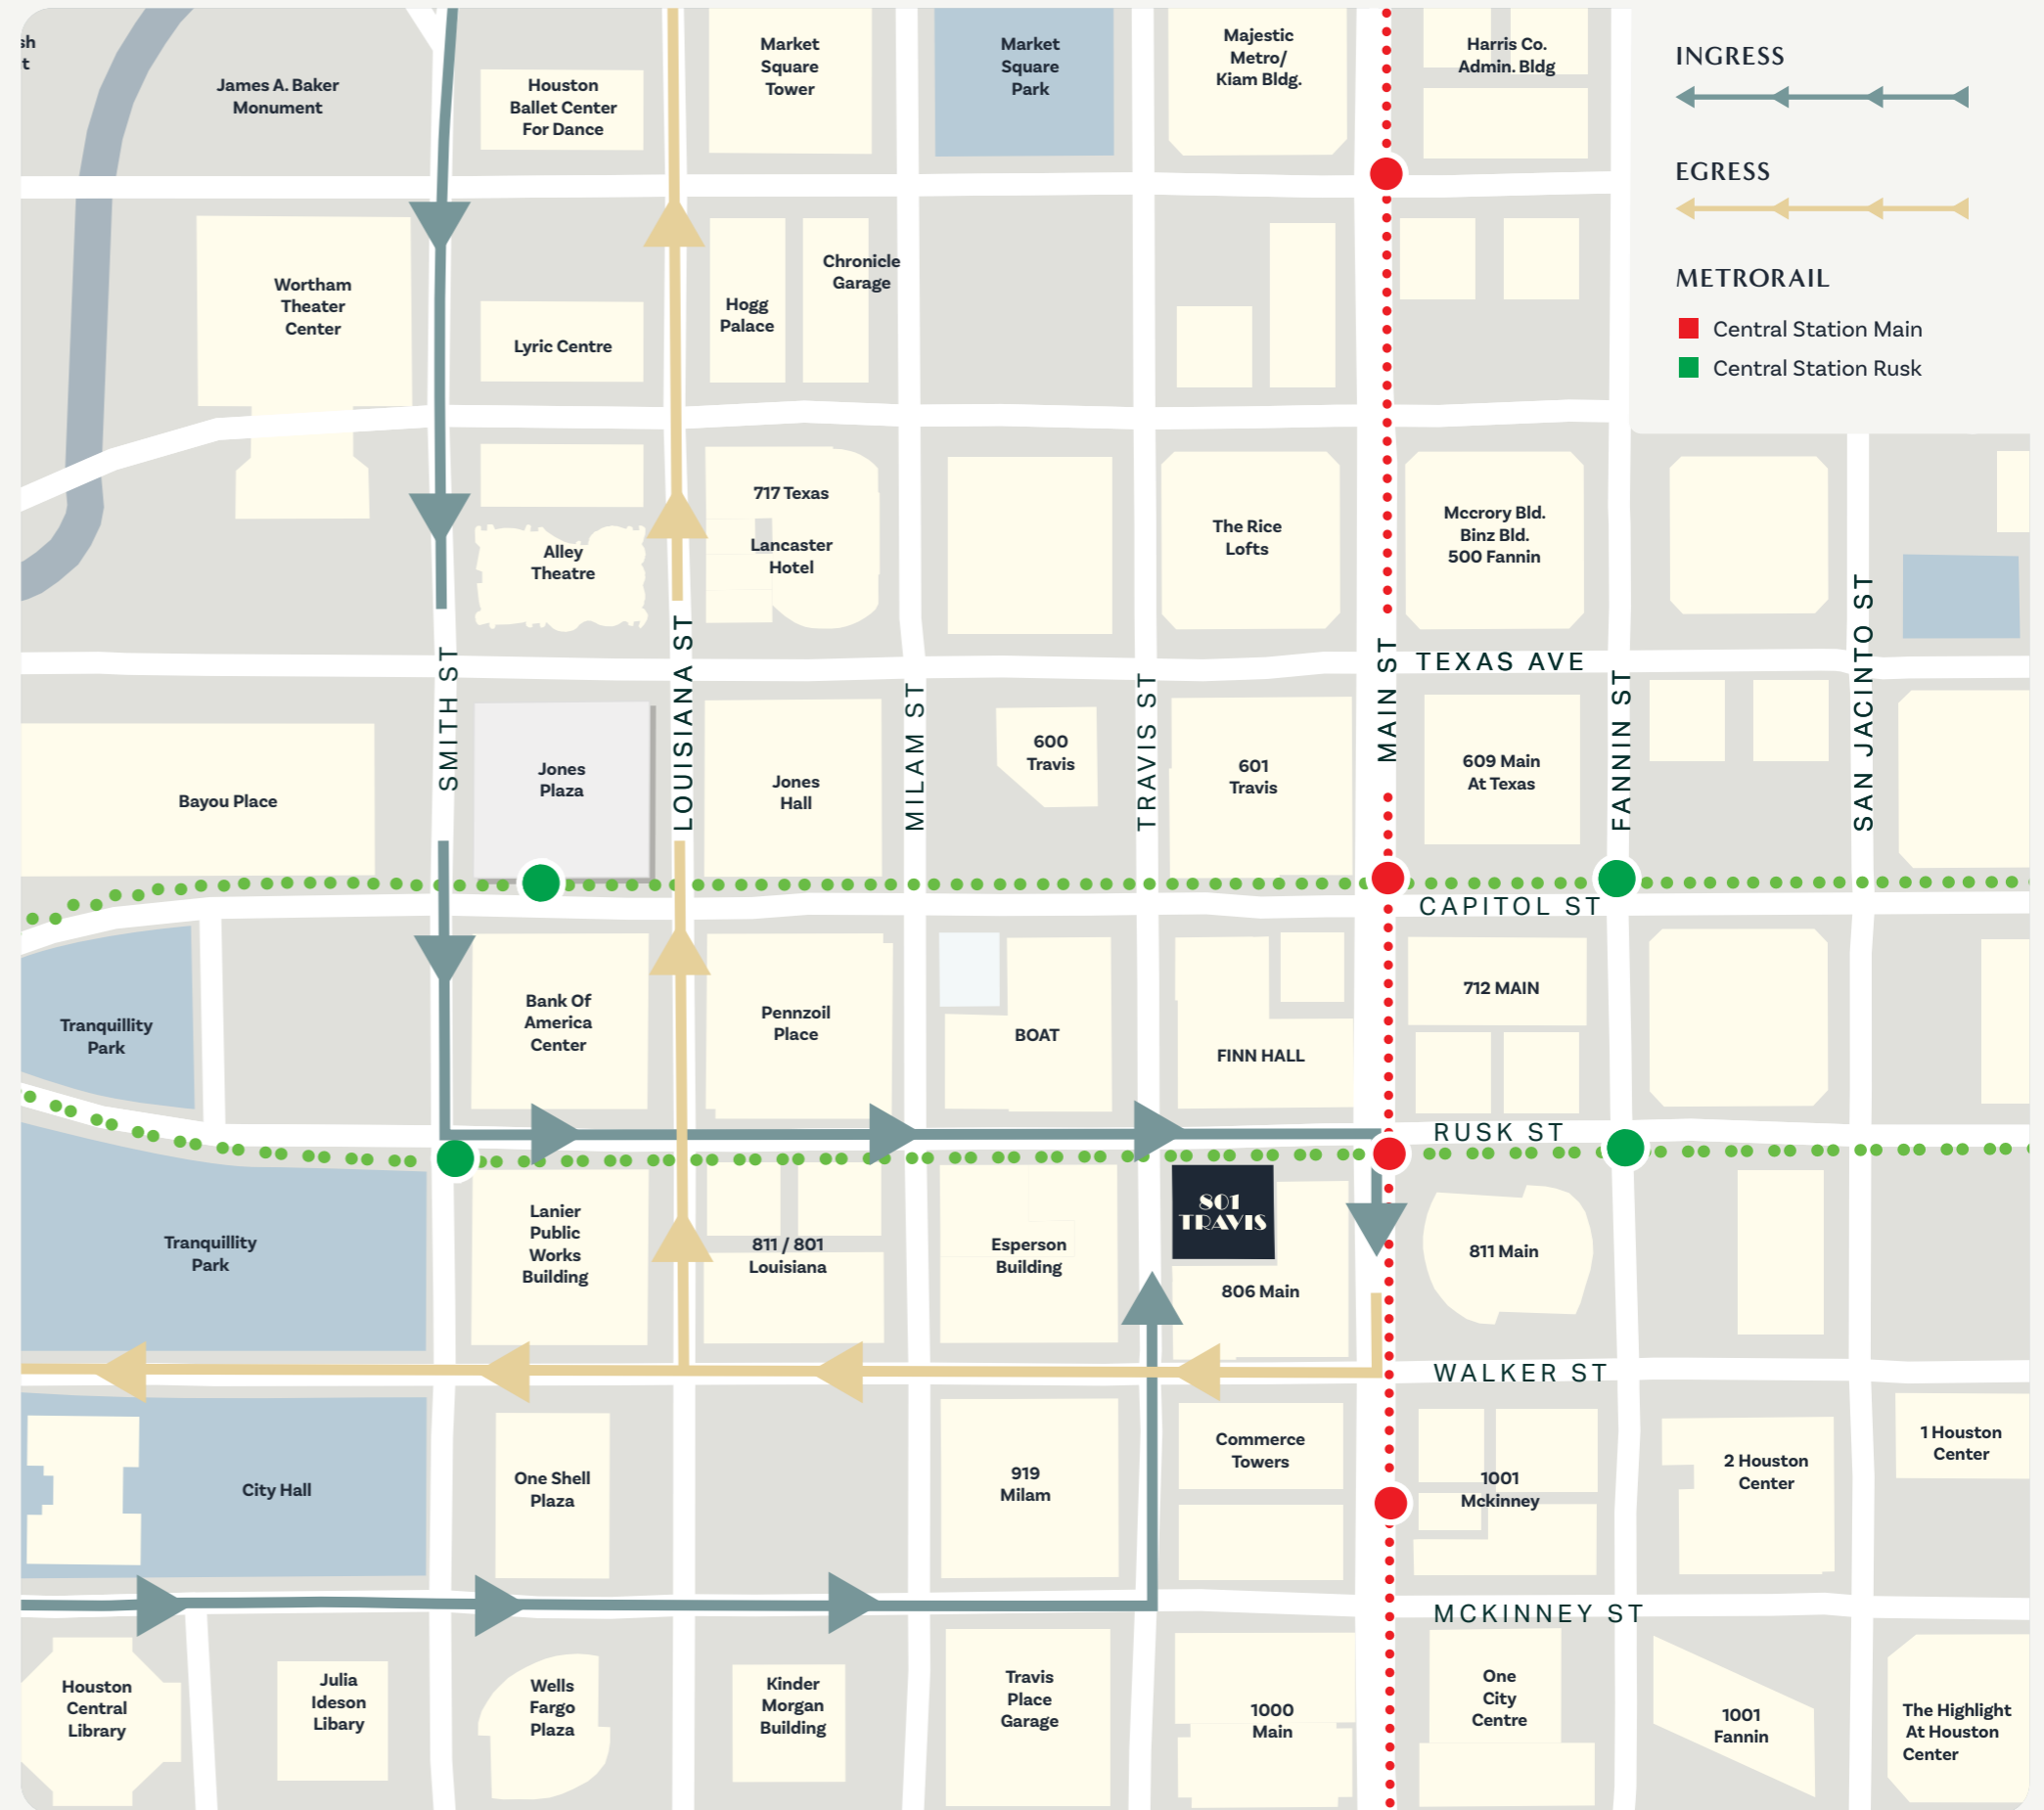 sh
t
James A. Baker
Monument
Houston
Ballet Center
For Dance
Market
Square
Tower
Market
Square
Park
Majestic
Metro/
Kiam Bldg.
Harris Co.
Admin. Bldg
INGRESS
EGRESS
METRORAIL
Central Station Main
Central Station Rusk
Wortham
Theater
Center
Lyric Centre
Hogg
Palace
Chronicle
Garage
Alley
Theatre
717 Texas
Lancaster
Hotel
The Rice
Lofts
Mccrory Bld.
Binz Bld.
500 Fannin
SMITH ST
LOUISIANA ST
MILAM ST
TRAVIS ST
MAIN ST
TEXAS AVE
FANNIN ST
SAN JACINTO ST
Bayou Place
Jones
Plaza
Jones
Hall
600
Travis
601
Travis
609 Main
At Texas
CAPITOL ST
Tranquillity
Park
Bank Of
America
Center
Pennzoil
Place
BOAT
FINN HALL
712 MAIN
RUSK ST
Tranquillity
Park
Lanier
Public
Works
Building
811 / 801
Louisiana
Esperson
Building
801
TRAVIS
806 Main
811 Main
WALKER ST
City Hall
One Shell
Plaza
919
Milam
Commerce
Towers
1001
Mckinney
2 Houston
Center
1 Houston
Center
MCKINNEY ST
Houston
Central
Library
Julia
Ideson
Libary
Wells
Fargo
Plaza
Kinder
Morgan
Building
Travis
Place
Garage
1000
Main
One
City
Centre
1001
Fannin
The Highlight
At Houston
Center